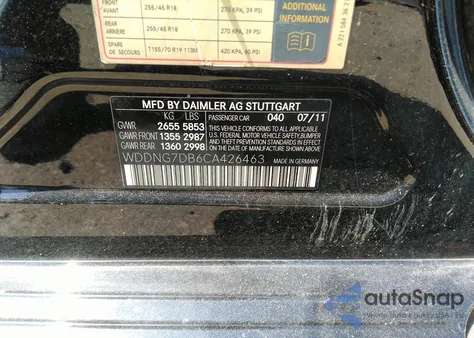 FRONT AVANT 255/45 R18 270 KPA, 39 PSI
REAR ARRIERE 255/45 R18 270 KPA, 39 PSI
SPARE DE SECOURS T155/70 R19 113M 420 KPA, 60 PSI
ADDITIONAL INFORMATION
A 221 584
MFD BY DAIMLER AG STUTTGART
KG LBS PASSENGER CAR 040 07/11
GWR 2655 5853
GAWR FRONT 1355 2987
GAWR REAR 1360 2998
THIS VEHICLE CONFORMS TO ALL
APPLICABLE U.S. FEDERAL MOTOR
VEHICLE SAFETY, BUMPER
AND THEFT PREVENTION STANDARDS IN EFFECT
ON THE DATE OF MANUFACTURE SHOWN ABOVE
WDDNG7DB6CA426463
autoSnap